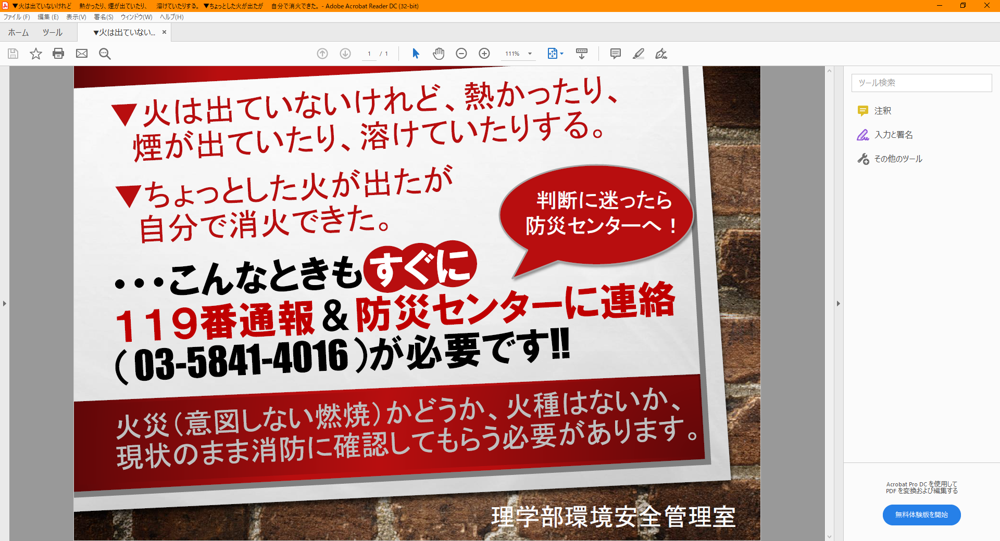 ▼火は出ていないけれど　 熱かったり、煙が出ていたり、　 溶けていたりする。 ▼ちょっとした火が出たが　 自分で消火できた。 - Adobe Acrobat Reader DC (32-bit)
ファイル (F) 編集 (E) 表示(V) 署名(S) ウィンドウ(W) ヘルプ(H)
ホーム ツール ▼火は出ていない... ×
1 / 1 111%
▼火は出ていないけれど、熱かったり、
煙が出ていたり、溶けていたりする。
▼ちょっとした火が出たが
自分で消火できた。
判断に迷ったら
防災センターへ！
・・・こんなときもすぐに
１１９番通報＆防災センターに連絡
（03-5841-4016）が必要です!!
火災（意図しない燃焼）かどうか、火種はないか、
現状のまま消防に確認してもらう必要があります。
理学部環境安全管理室
ツール検索
注釈
入力と署名
その他のツール
Acrobat Pro DC を使用して
PDF を変換および編集する
無料体験版を開始